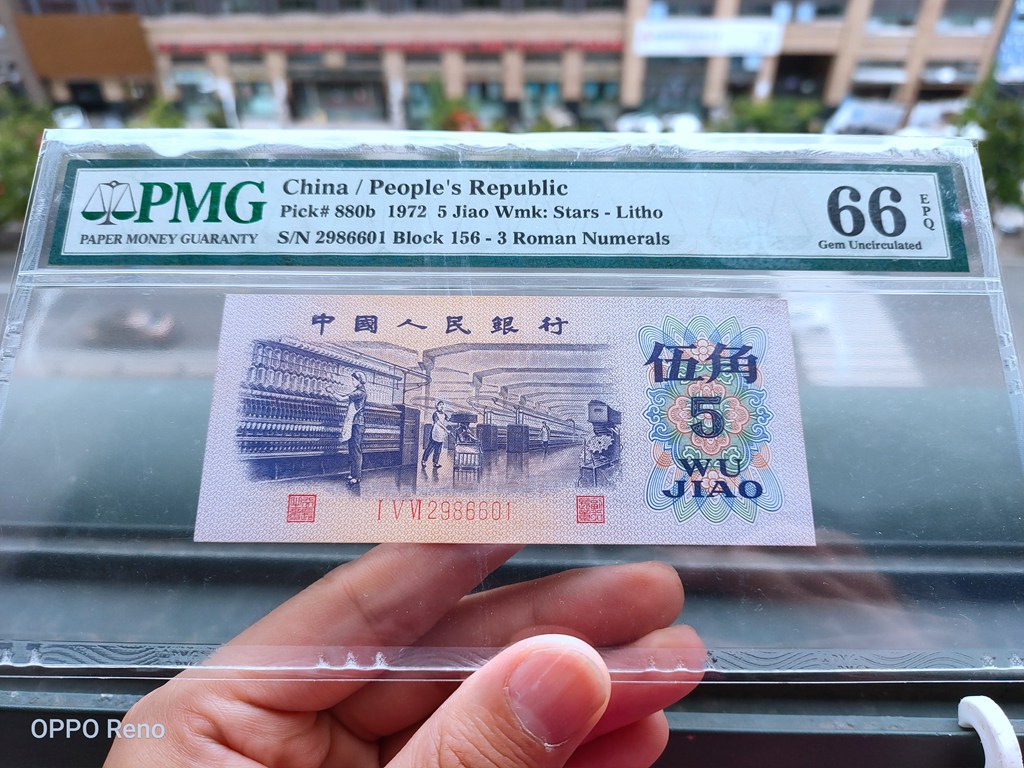 PMG
PAPER MONEY GUARANTY
China / People's Republic
Pick# 880b 1972 5 Jiao Wmk: Stars - Litho
S/N 2986601 Block 156 - 3 Roman Numerals
66
EPQ
Gem Uncirculated
中國人民銀行
伍角
5
WU
JIAO
I V VI 2986601
OPPO Reno